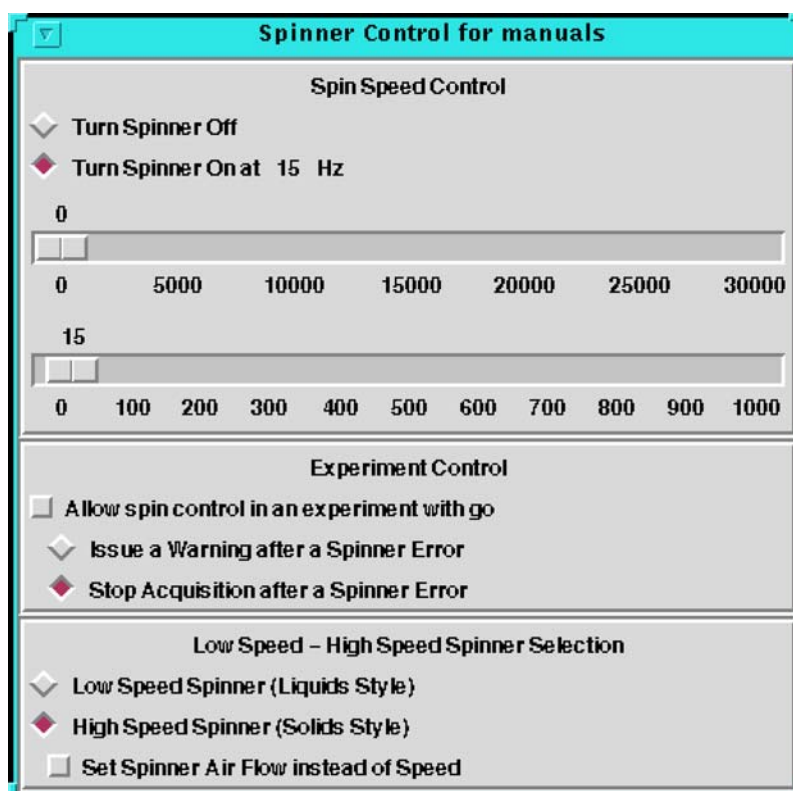 Spinner Control for manuals
Spin Speed Control
Turn Spinner Off
Turn Spinner On at 15 Hz
0
0 5000 10000 15000 20000 25000 30000
15
0 100 200 300 400 500 600 700 800 900 1000
Experiment Control
Allow spin control in an experiment with go
Issue a Warning after a Spinner Error
Stop Acquisition after a Spinner Error
Low Speed – High Speed Spinner Selection
Low Speed Spinner (Liquids Style)
High Speed Spinner (Solids Style)
Set Spinner Air Flow instead of Speed